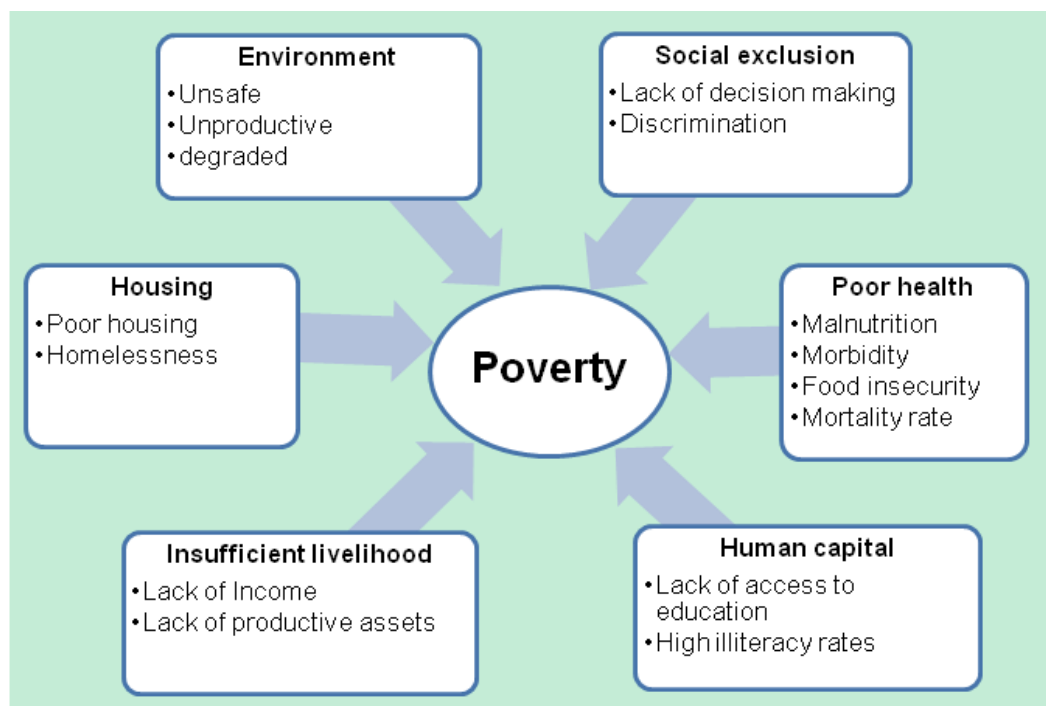 Environment
•Unsafe
•Unproductive
•degraded
Social exclusion
•Lack of decision making
•Discrimination
Housing
•Poor housing
•Homelessness
Poverty
Poor health
•Malnutrition
•Morbidity
•Food insecurity
•Mortality rate
Insufficient livelihood
•Lack of Income
•Lack of productive assets
Human capital
•Lack of access to
education
•High illiteracy rates